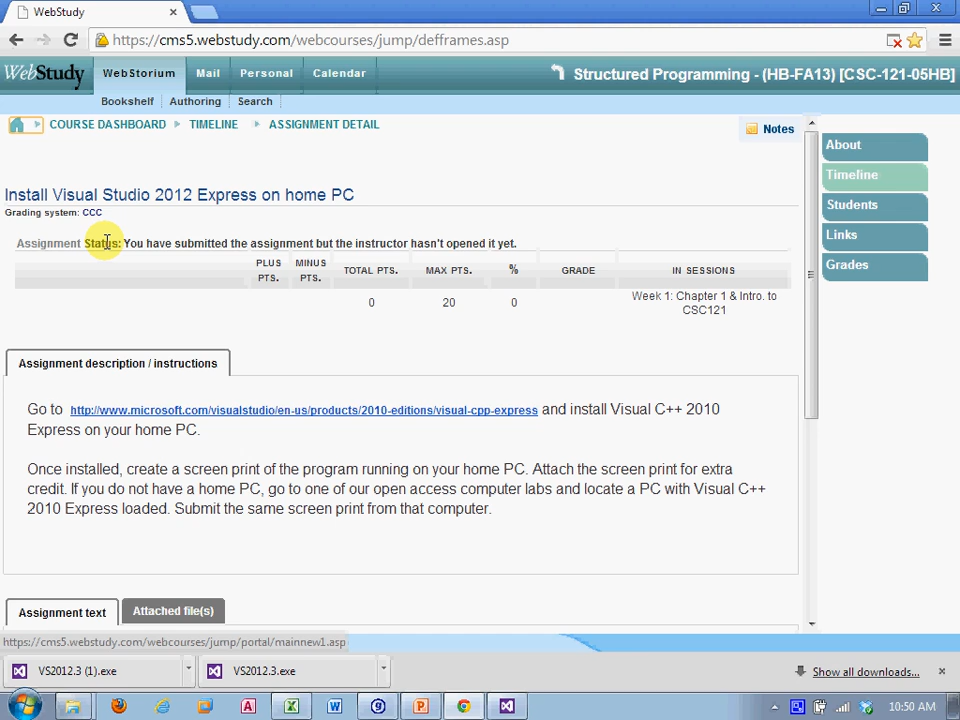 WebStudy
https://cms5.webstudy.com/webcourses/jump/defframes.asp
WebStudy
WebStorium
Mail
Personal
Calendar
Structured Programming - (HB-FA13) [CSC-121-05HB]
Bookshelf
Authoring
Search
COURSE DASHBOARD
TIMELINE
ASSIGNMENT DETAIL
Notes
About
Timeline
Students
Links
Grades
Install Visual Studio 2012 Express on home PC
Grading system: CCC
Assignment Status: You have submitted the assignment but the instructor hasn't opened it yet.
PLUS PTS.
MINUS PTS.
TOTAL PTS.
MAX PTS.
%
GRADE
IN SESSIONS
0
20
0
Week 1: Chapter 1 & Intro. to
CSC121
Assignment description / instructions
Go to http://www.microsoft.com/visualstudio/en-us/products/2010-editions/visual-cpp-express and install Visual C++ 2010
Express on your home PC.
Once installed, create a screen print of the program running on your home PC. Attach the screen print for extra
credit. If you do not have a home PC, go to one of our open access computer labs and locate a PC with Visual C++
2010 Express loaded. Submit the same screen print from that computer.
Assignment text
Attached file(s)
https://cms5.webstudy.com/webcourses/jump/portal/mainnew1.asp
VS2012.3 (1).exe
VS2012.3.exe
Show all downloads...
10:50 AM